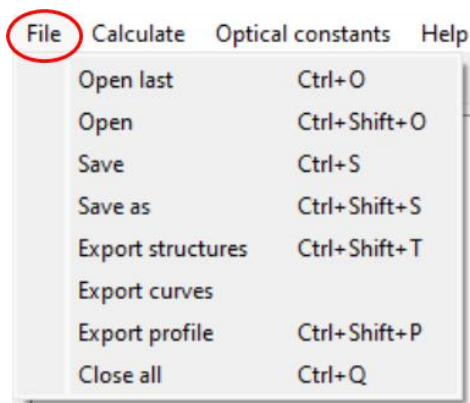 File Calculate Optical constants Help
Open last Ctrl+O
Open Ctrl+Shift+O
Save Ctrl+S
Save as Ctrl+Shift+S
Export structures Ctrl+Shift+T
Export curves
Export profile Ctrl+Shift+P
Close all Ctrl+Q